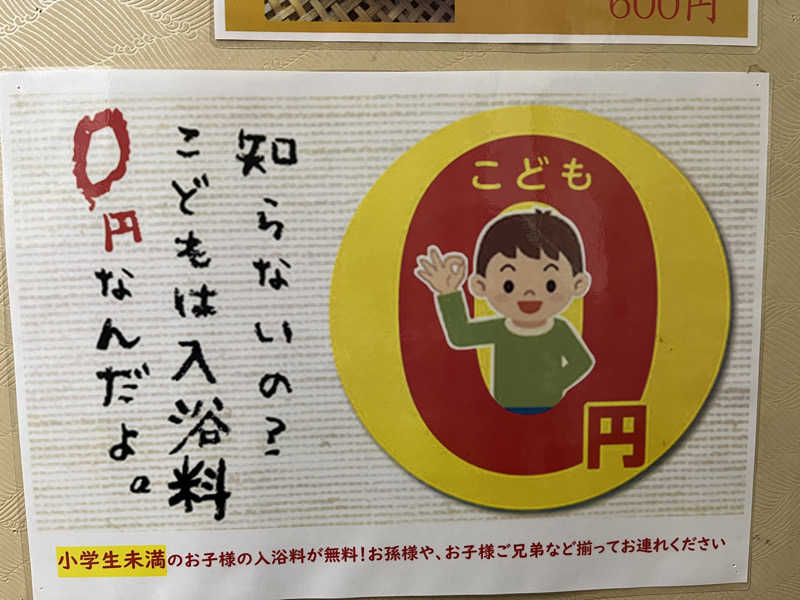 600円
知らないの?
こどもは入浴料
0円なんだよ。
こども
0円
小学生未満のお子様の入浴料が無料!お孫様や、お子様ご兄弟など揃ってお連れください